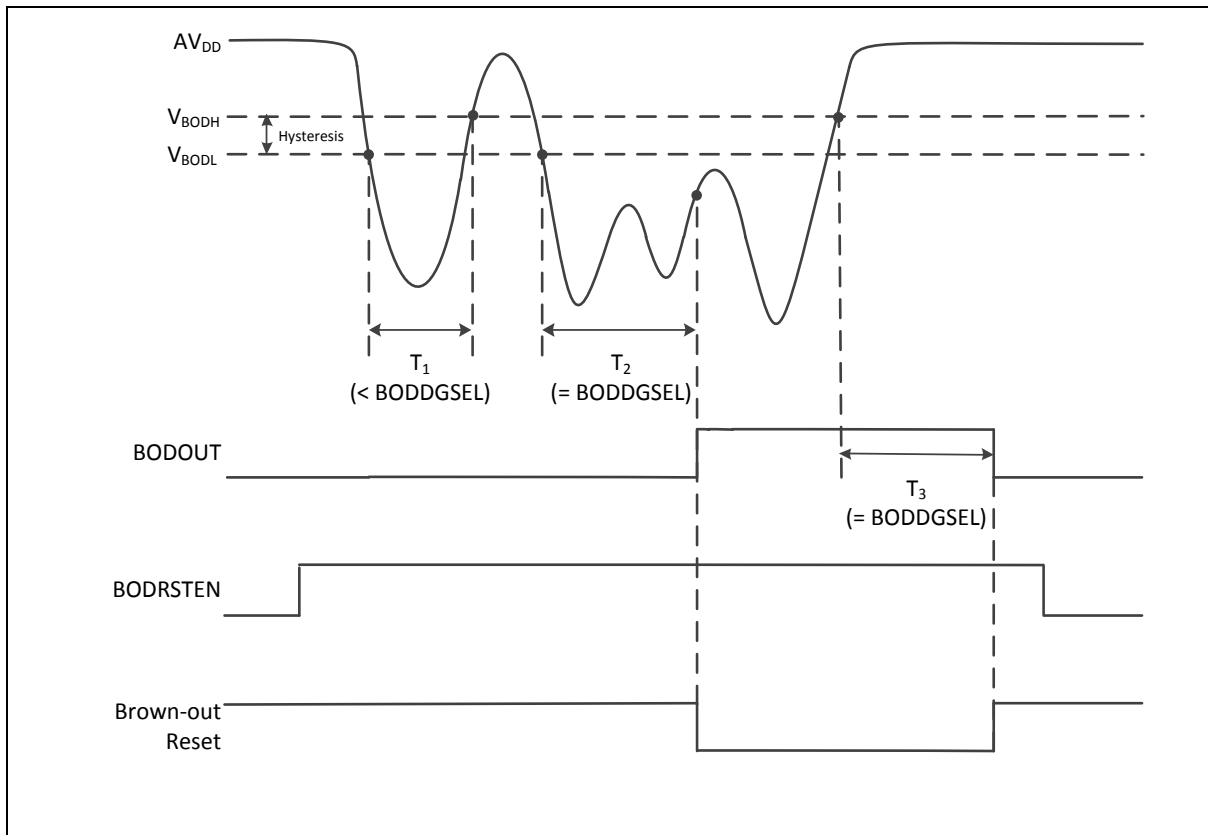 AVDD
VBODH
Hysteresis
VBODL
T1
(< BODDGSEL)
T2
(= BODDGSEL)
BODOUT
T3
(= BODDGSEL)
BODRSTEN
Brown-out
Reset